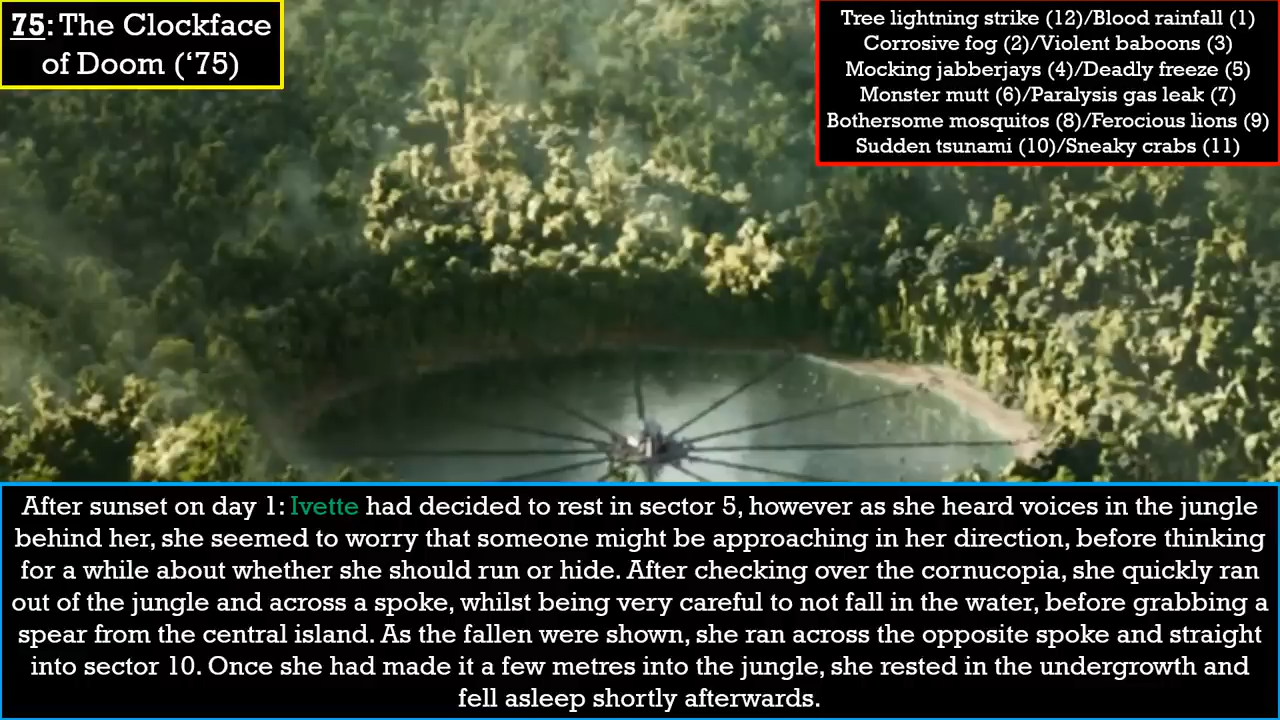 75: The Clockface
of Doom (‘75)
Tree lightning strike (12)/Blood rainfall (1)
Corrosive fog (2)/Violent baboons (3)
Mocking jabberjays (4)/Deadly freeze (5)
Monster mutt (6)/Paralysis gas leak (7)
Bothersome mosquitos (8)/Ferocious lions (9)
Sudden tsunami (10)/Sneaky crabs (11)
After sunset on day 1: Ivette had decided to rest in sector 5, however as she heard voices in the jungle
behind her, she seemed to worry that someone might be approaching in her direction, before thinking
for a while about whether she should run or hide. After checking over the cornucopia, she quickly ran
out of the jungle and across a spoke, whilst being very careful to not fall in the water, before grabbing a
spear from the central island. As the fallen were shown, she ran across the opposite spoke and straight
into sector 10. Once she had made it a few metres into the jungle, she rested in the undergrowth and
fell asleep shortly afterwards.